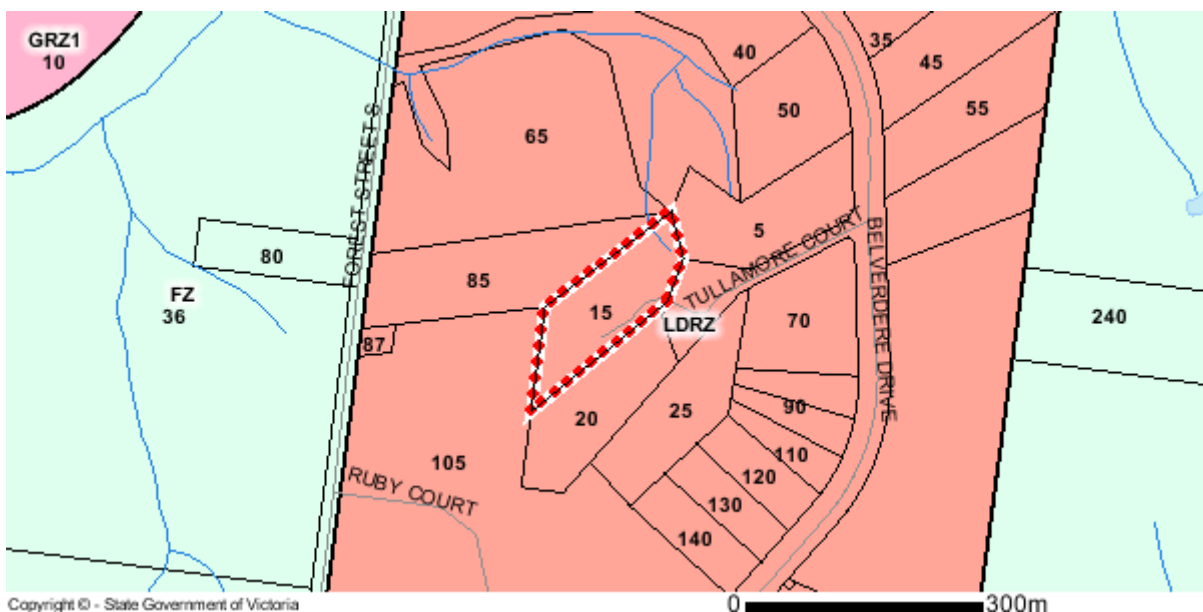 GRZ1
10
40
35
45
65
50
55
FOREST STREET S
80
5
TULLAMORE COURT
BELVERDERE DRIVE
85
FZ
36
15
LDRZ
70
240
87
90
20
25
110
105
120
RUBY COURT
130
140
Copyright © - State Government of Victoria
0 300m